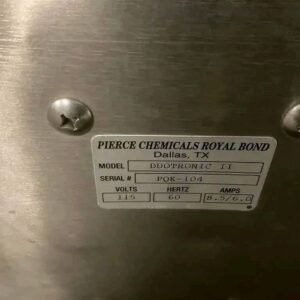 PIERCE CHEMICALS ROYAL BOND
Dallas, TX
MODEL DUOTRONIC II
SERIAL # PQK-104
VOLTS HERTZ AMPS
115 60 8.5/6.0